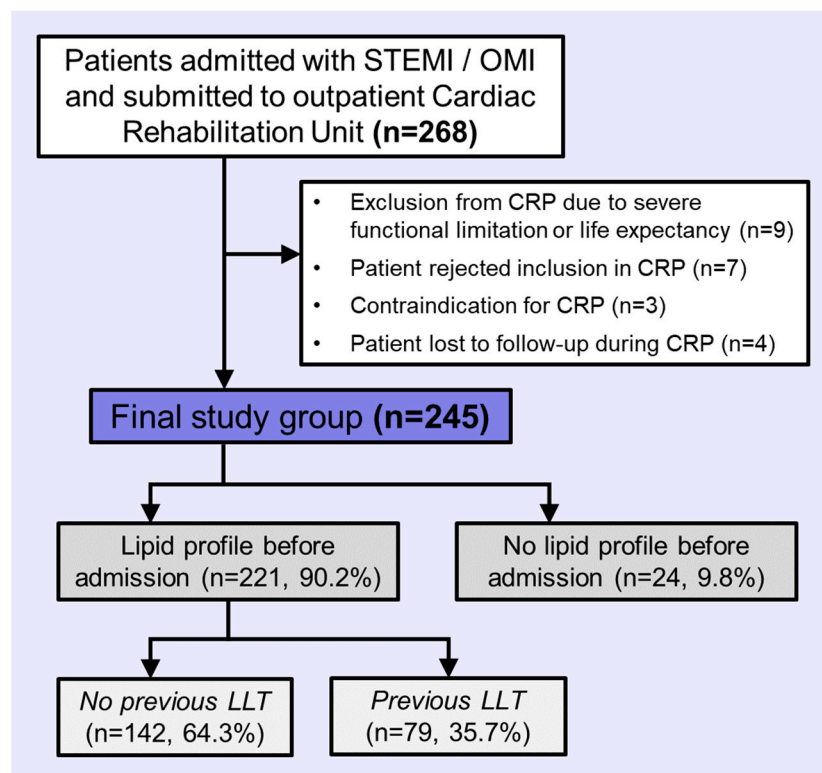 Patients admitted with STEMI / OMI
and submitted to outpatient Cardiac
Rehabilitation Unit (n=268)
• Exclusion from CRP due to severe
functional limitation or life expectancy (n=9)
• Patient rejected inclusion in CRP (n=7)
• Contraindication for CRP (n=3)
• Patient lost to follow-up during CRP (n=4)
Final study group (n=245)
Lipid profile before
admission (n=221, 90.2%)
No lipid profile before
admission (n=24, 9.8%)
No previous LLT
(n=142, 64.3%)
Previous LLT
(n=79, 35.7%)